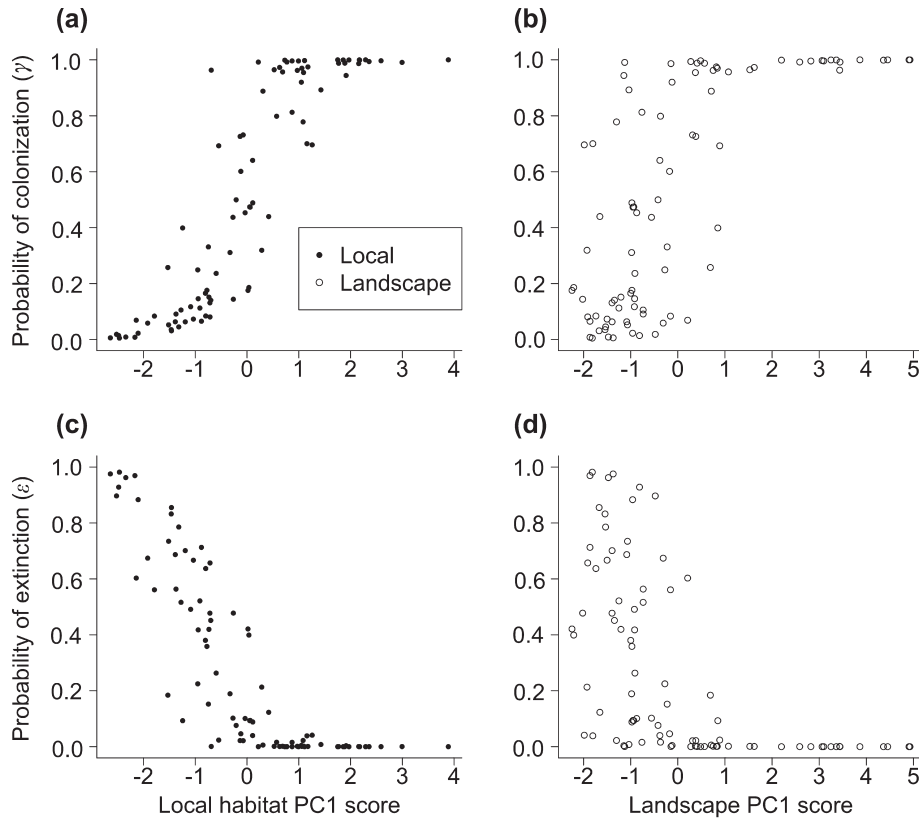 (a)
(b)
Probability of colonization (γ)
1.0
0.8
0.6
0.4
0.2
0.0
Local
Landscape
-2 -1 0 1 2 3 4
1.0
0.8
0.6
0.4
0.2
0.0
-2 -1 0 1 2 3 4 5
(c)
(d)
Probability of extinction (ε)
1.0
0.8
0.6
0.4
0.2
0.0
-2 -1 0 1 2 3 4
Local habitat PC1 score
1.0
0.8
0.6
0.4
0.2
0.0
-2 -1 0 1 2 3 4 5
Landscape PC1 score